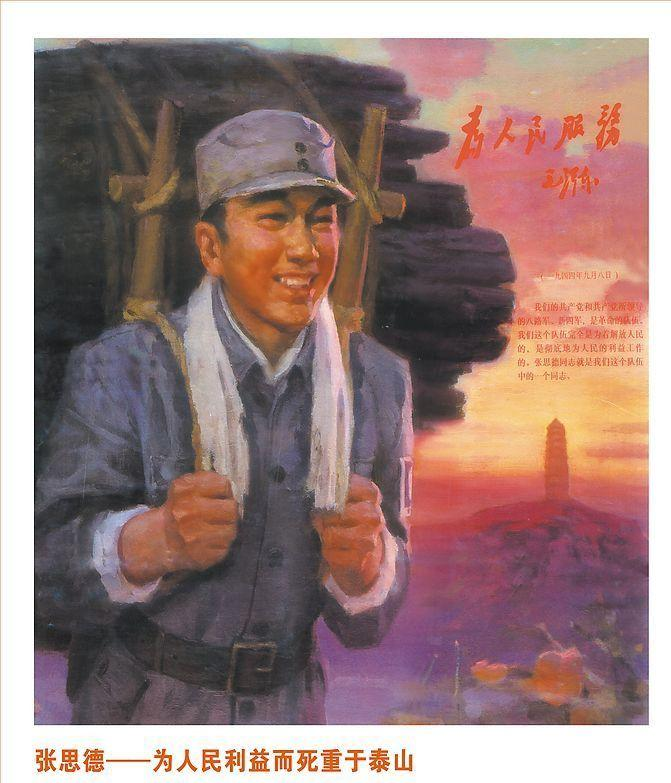 为人民服務
毛泽东
(一九四四年九月八日)
我们的共产党和共产党所领导
的八路军、新四军,是革命的队伍。
我们这个队伍完全是为着解放人民
的,是彻底地为人民的利益工作
的。张思德同志就是我们这个队伍
中的一个同志。
张思德——为人民利益而死重于泰山